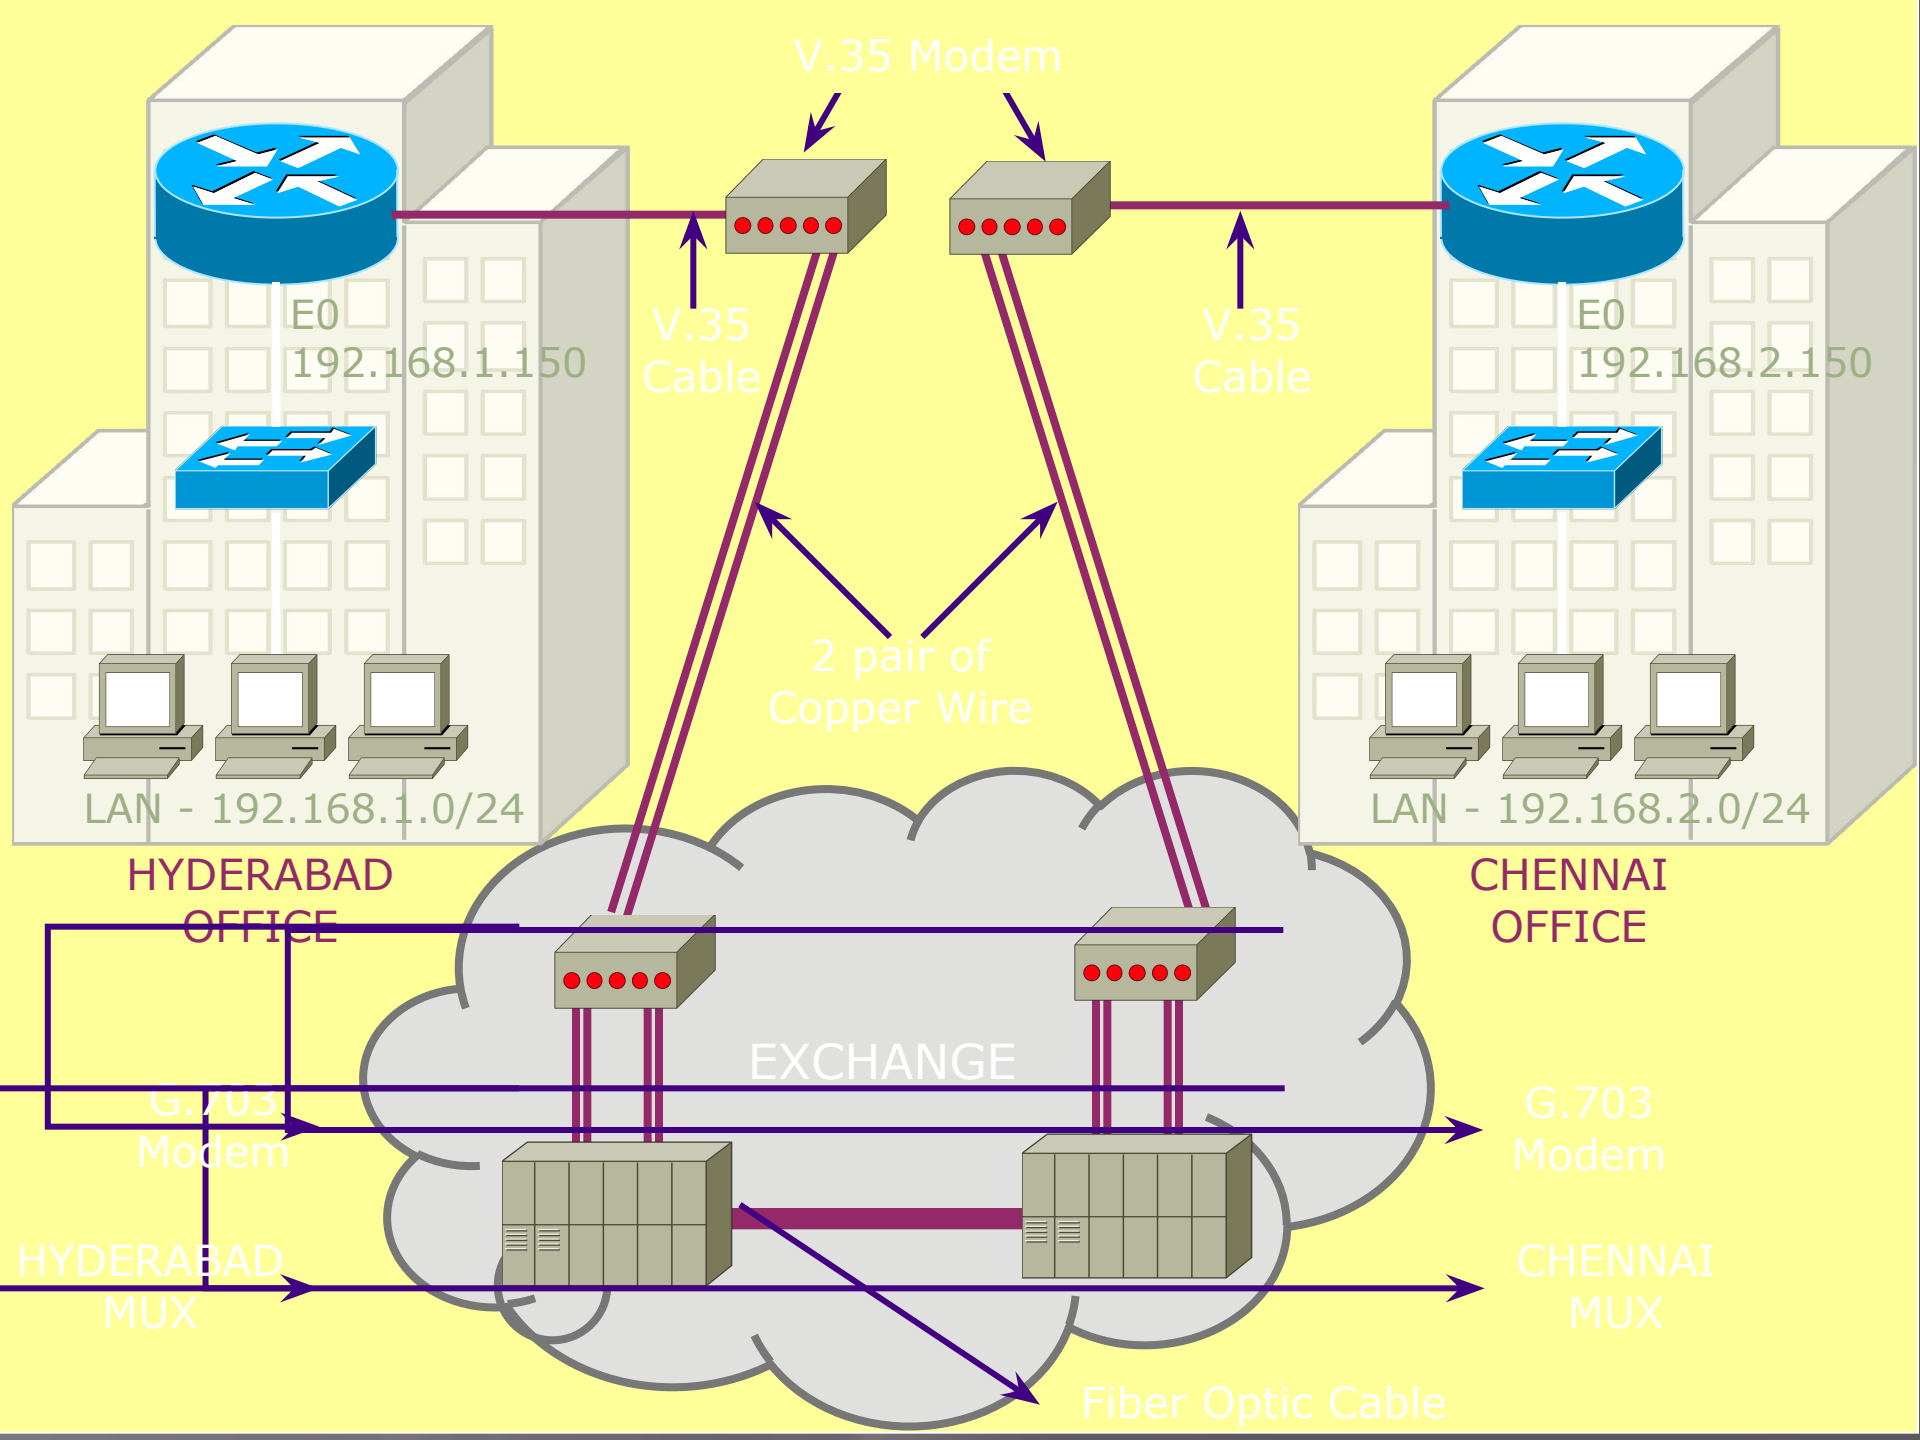 V.35 Modem
E0
192.168.1.150
V.35
Cable
V.35
Cable
E0
192.168.2.150
2 pair of
Copper Wire
LAN - 192.168.1.0/24
LAN - 192.168.2.0/24
HYDERABAD
OFFICE
CHENNAI
OFFICE
EXCHANGE
G.703
Modem
G.703
Modem
HYDERABAD
MUX
CHENNAI
MUX
Fiber Optic Cable